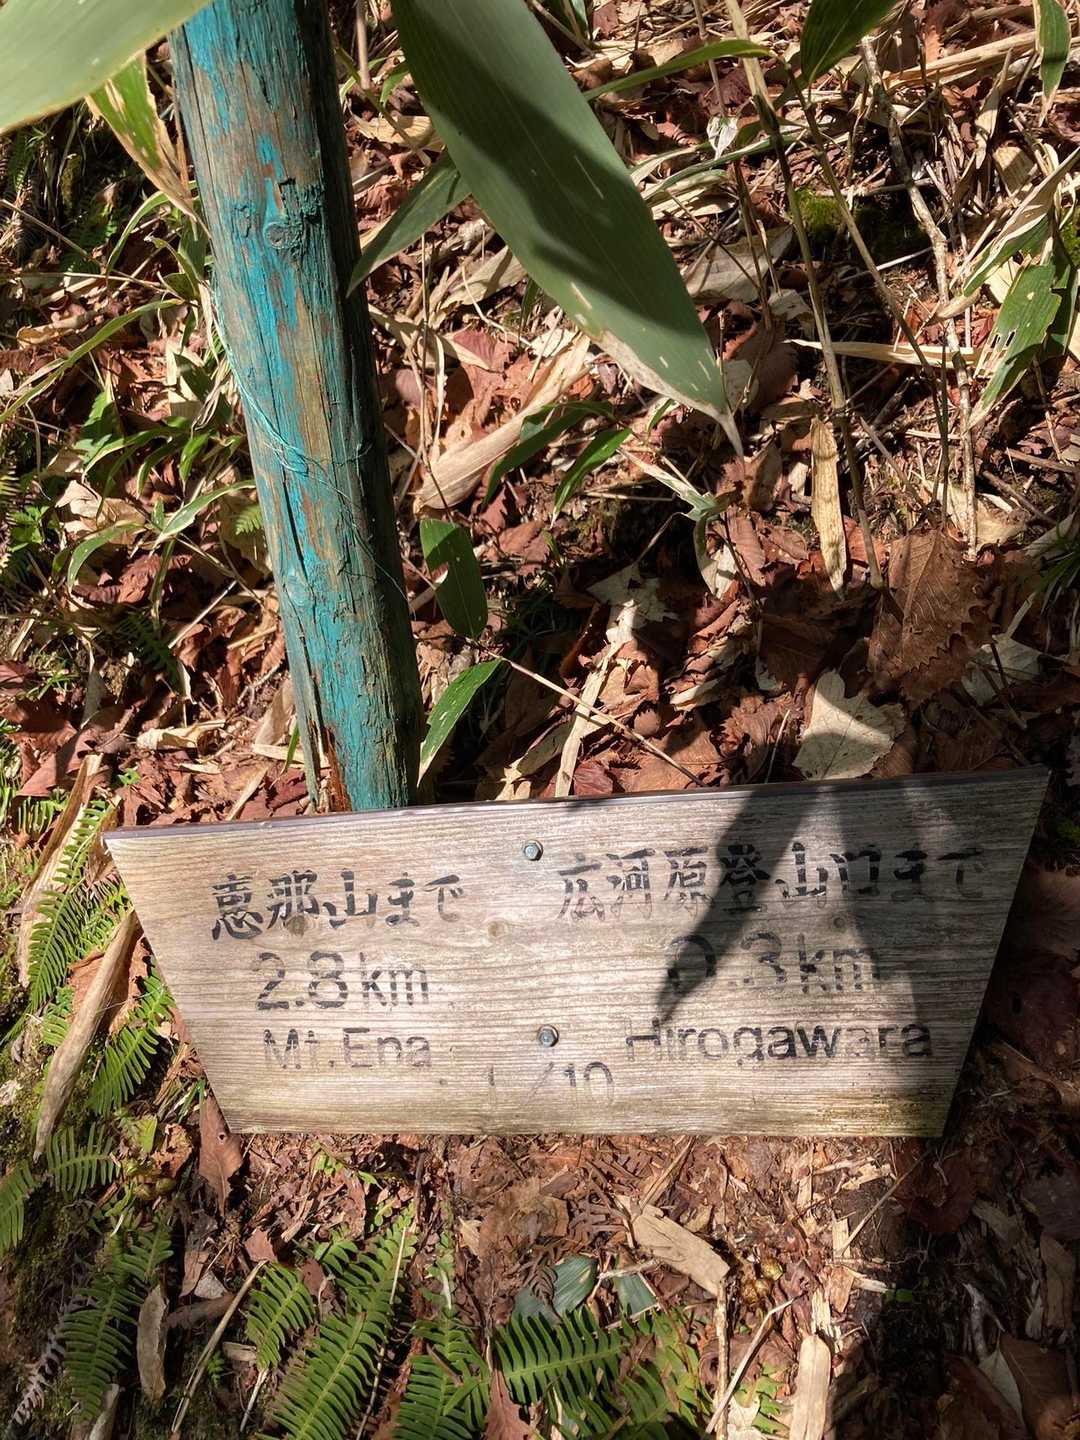 恵那山まで 広河原登山口まで
2.8km 0.3km
Mt.Ena Hirogawara
1/10